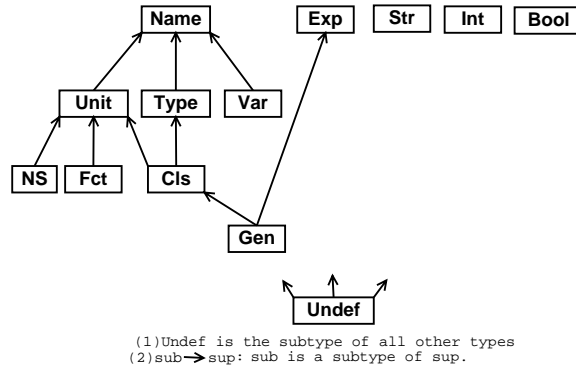 Name Exp Str Int Bool
Unit Type Var
NS Fct Cls
Gen
Undef
(1)Undef is the subtype of all other types
(2)sub→sup: sub is a subtype of sup.